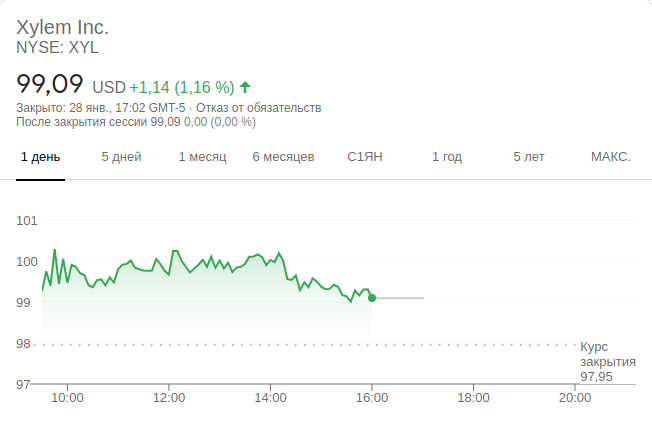 Xylem Inc.
NYSE: XYL
99,09 USD +1,14 (1,16 %)
Закрыто: 28 янв., 17:02 GMT-5 · Отказ от обязательств
После закрытия сессии 99,09 0,00 (0,00 %)
1 день 5 дней 1 месяц 6 месяцев С1ЯН 1 год 5 лет МАКС.
101
100
99
98
Курс
закрытия
97,95
97
10:00 12:00 14:00 16:00 18:00 20:00